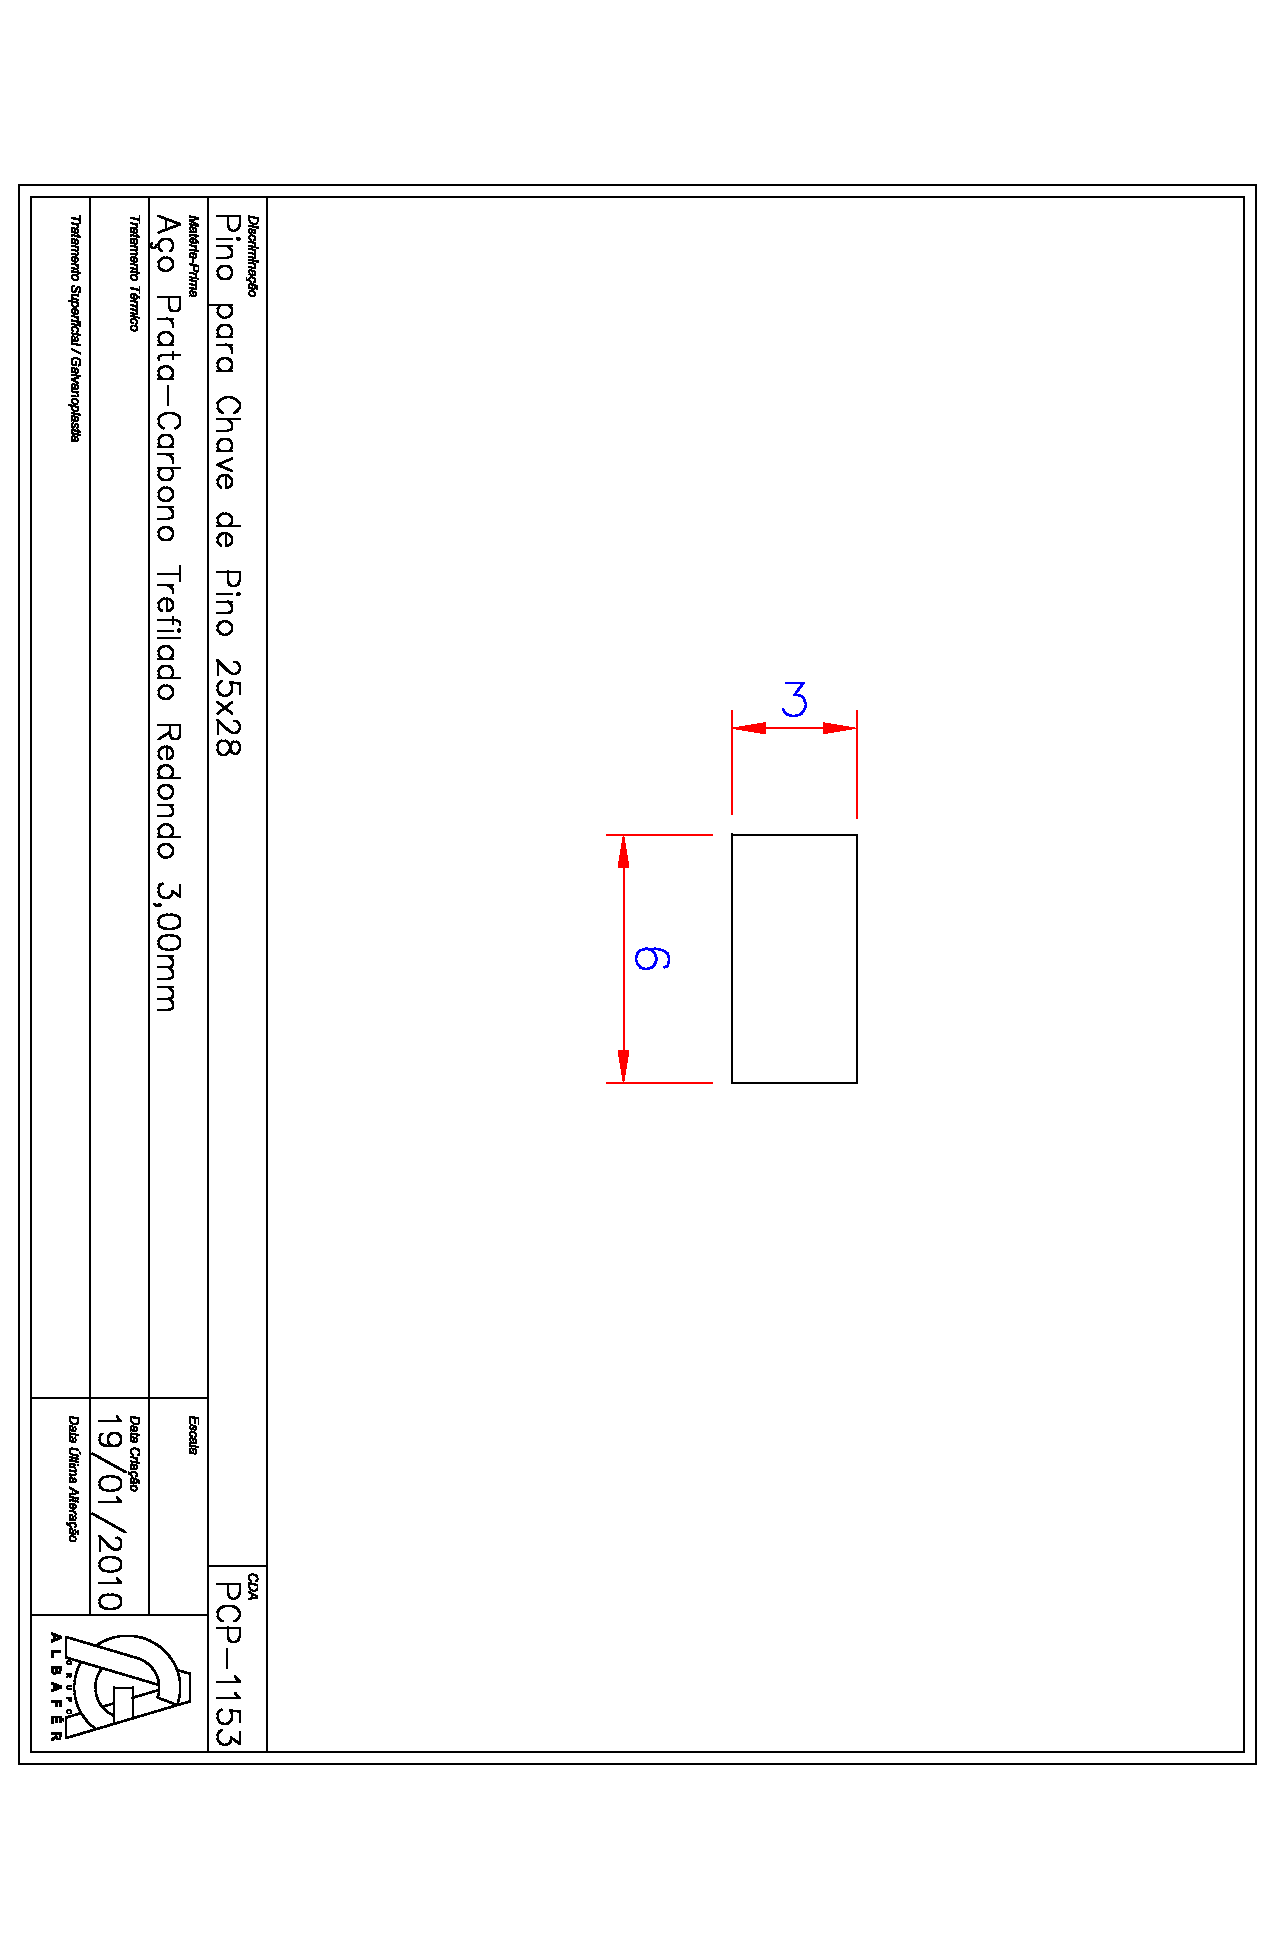 3
6
Discriminação
Pino para Chave de Pino 25x28
CDA
PCP-1153
Matéria-Prima
Aço Prata-Carbono Trefilado Redondo 3,00mm
Escala
Tratamento Térmico
Data Criação
19/01/2010
Tratamento Superficial / Galvanoplastia
Data Última Alteração
GRUPO
ALBAFÉR